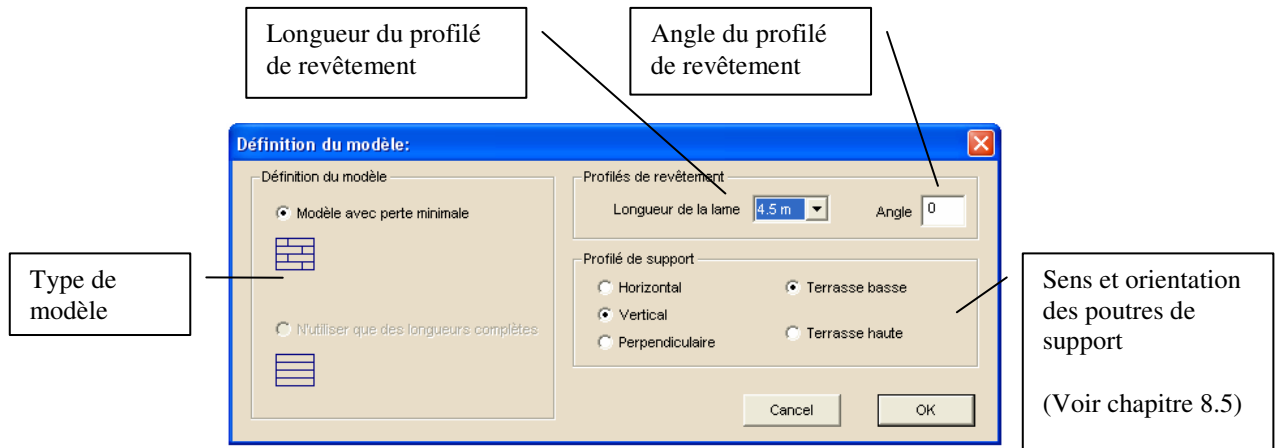 Longueur du profilé
de revêtement
Angle du profilé
de revêtement
Définition du modèle:
Définition du modèle
Modèle avec perte minimale
N'utiliser que des longueurs complètes
Profilés de revêtement
Longueur de la lame
4.5 m
Angle
0
Profilé de support
Horizontal
Vertical
Perpendiculaire
Terrasse basse
Terrasse haute
Cancel
OK
Type de
modèle
Sens et orientation
des poutres de
support
(Voir chapitre 8.5)